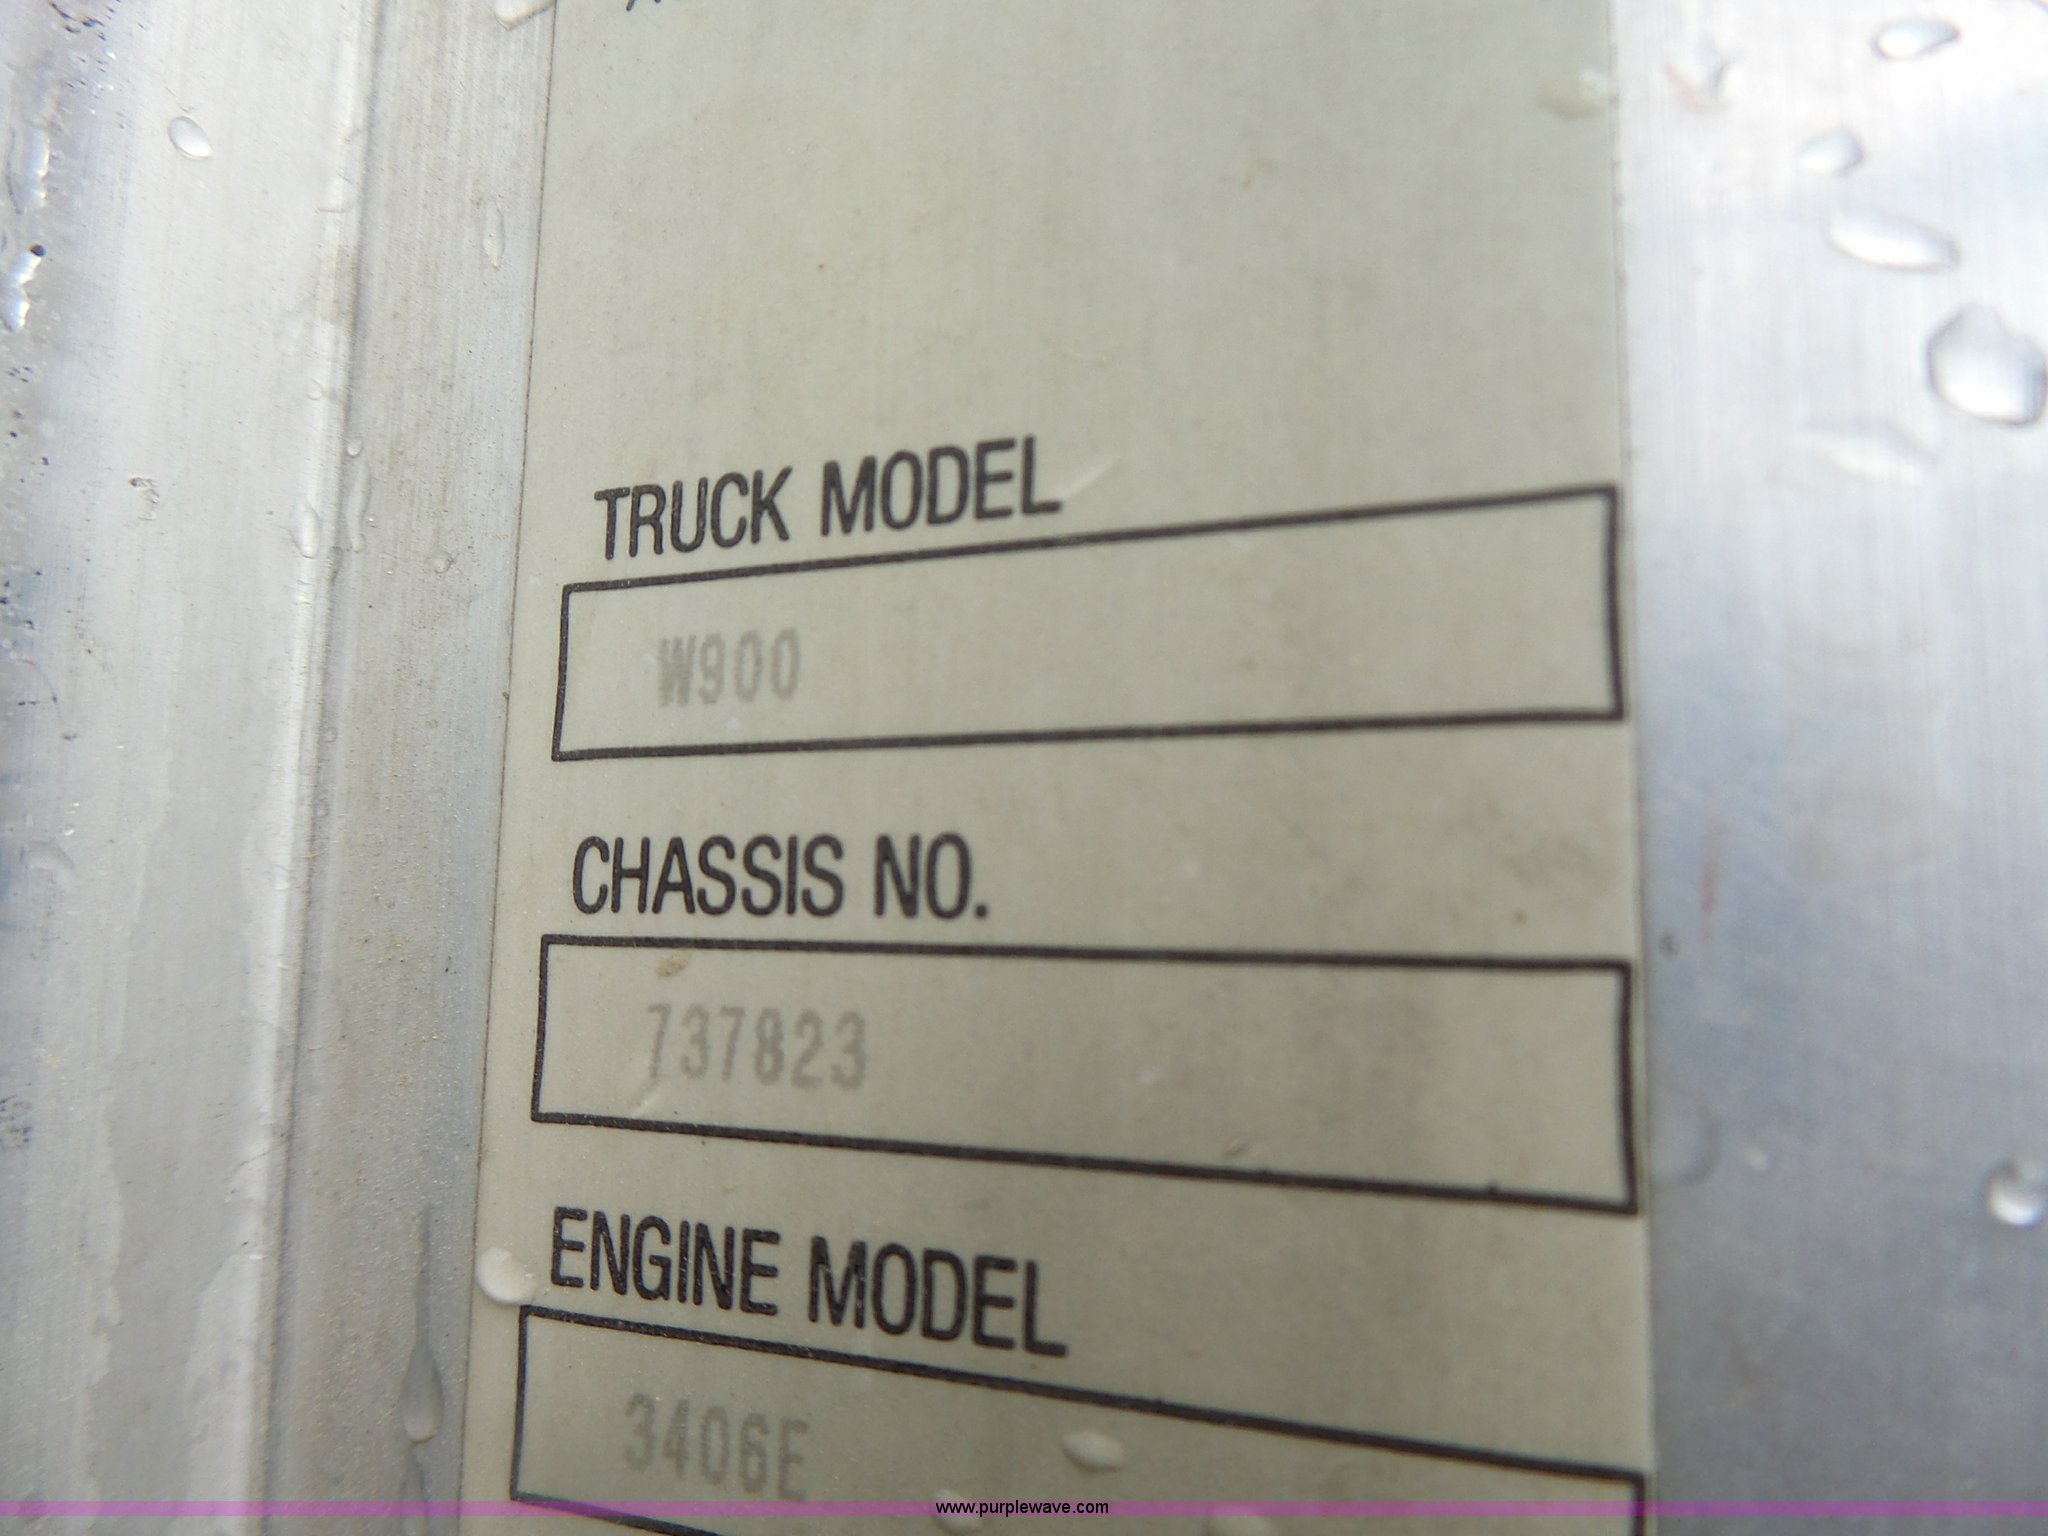 TRUCK MODEL
W900
CHASSIS NO.
737823
ENGINE MODEL
3406E
www.purplewave.com